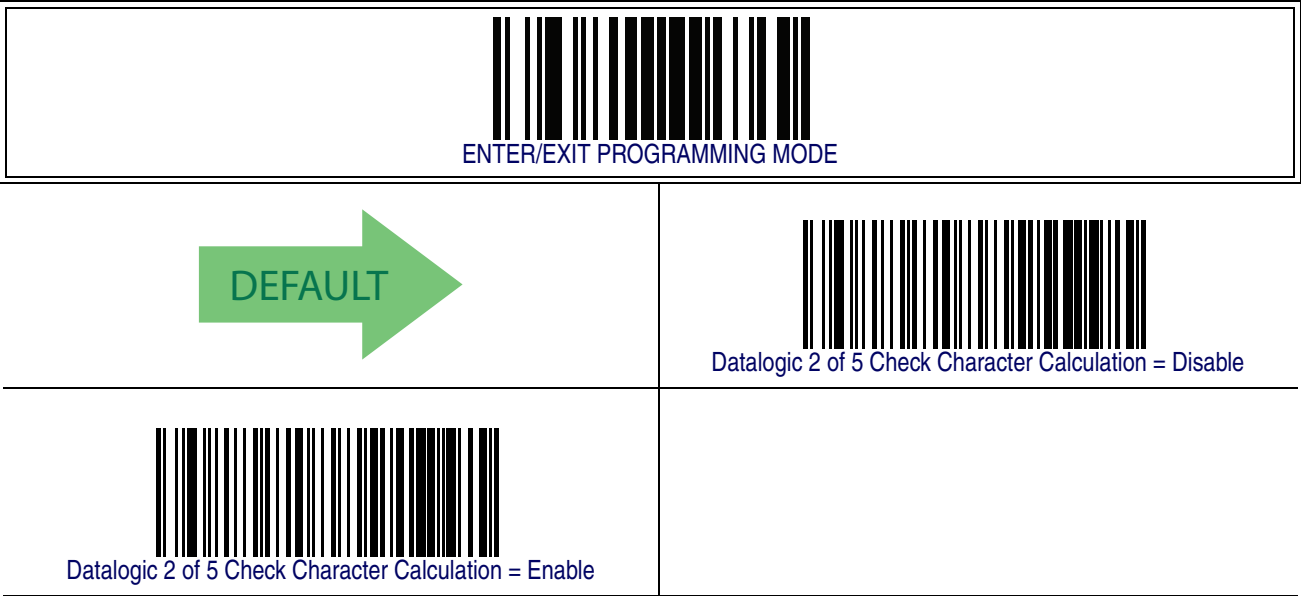 ENTER/EXIT PROGRAMMING MODE
DEFAULT
Datalogic 2 of 5 Check Character Calculation = Disable
Datalogic 2 of 5 Check Character Calculation = Enable